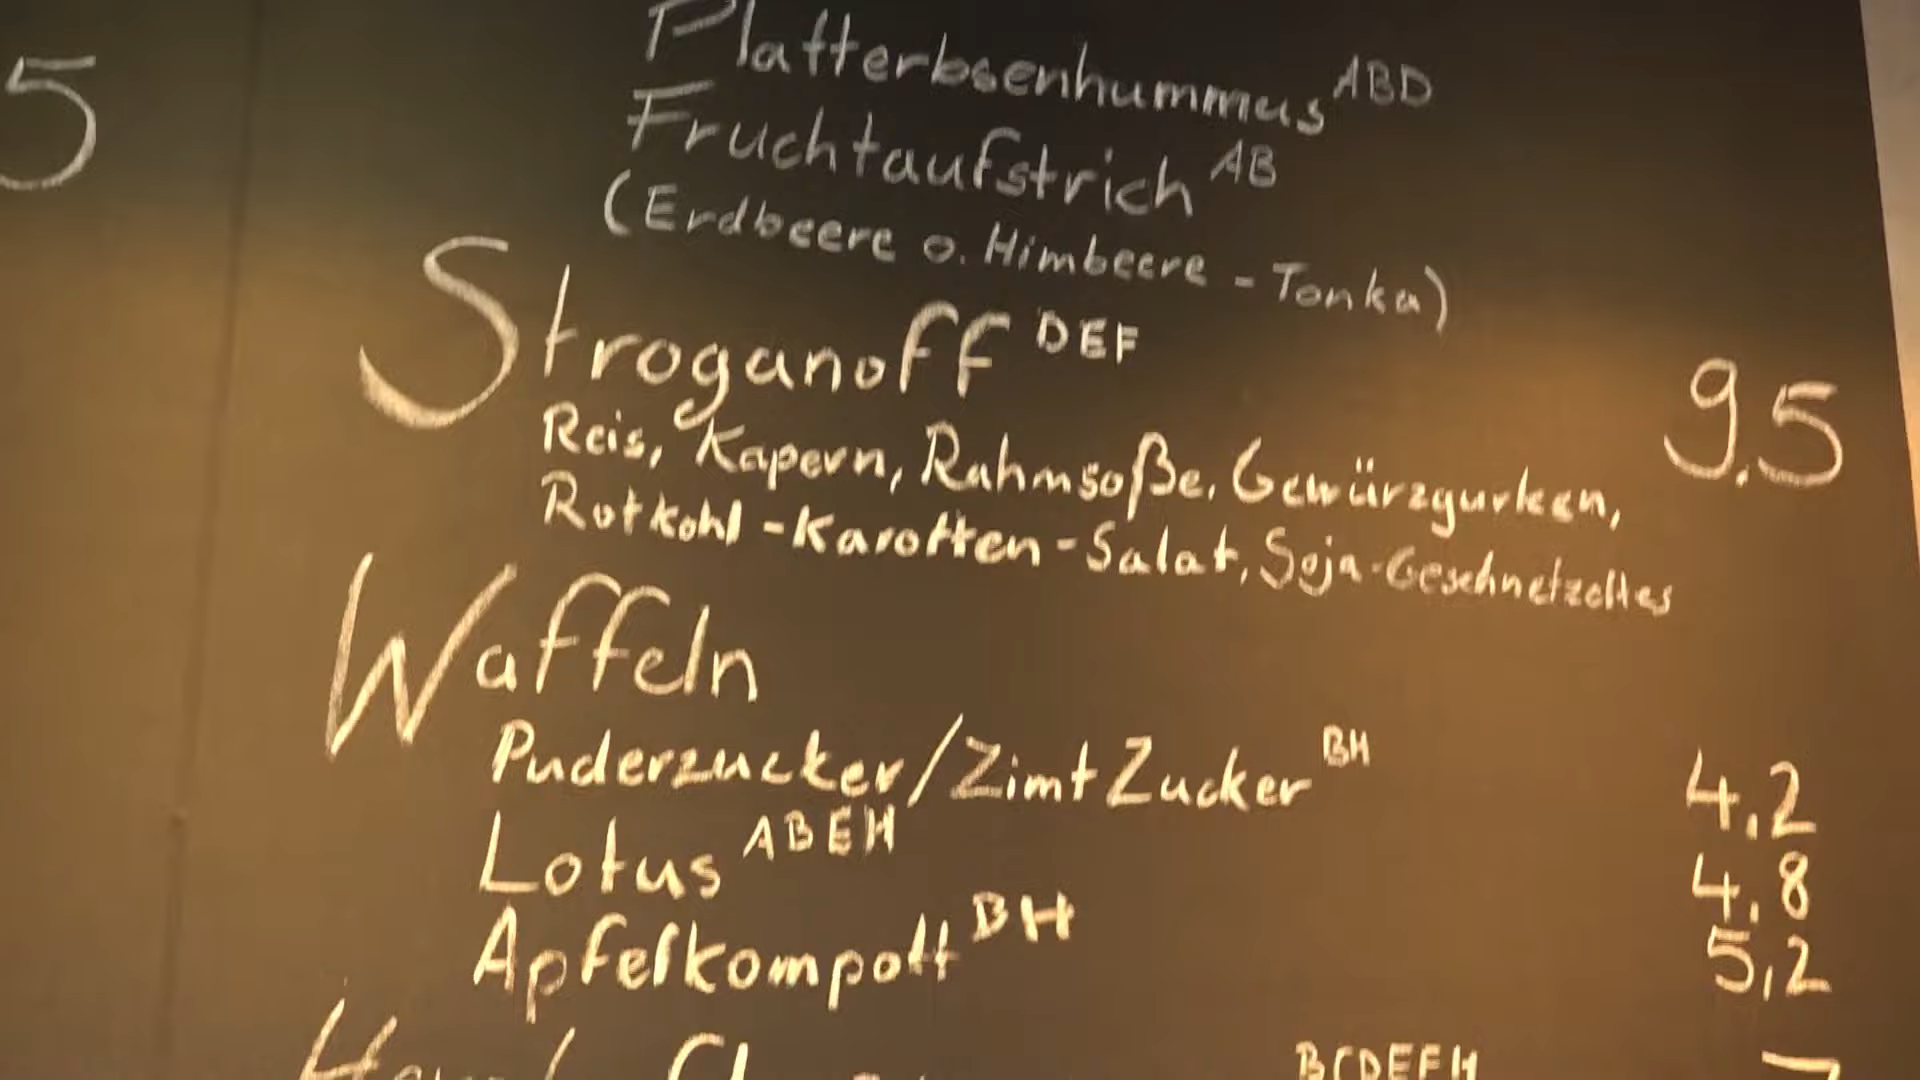 5
Platterbsenhummus ABD
Fruchtaufstrich AB
(Erdbeere o. Himbeere - Tonka)
Stroganoff DEF 9,5
Reis, Kapern, Rahmsoße, Gewürzgurken,
Rotkohl-Karotten-Salat, Soja-Geschnetzeltes
Waffeln
Puderzucker/Zimt Zucker BH 4,2
Lotus ABEH 4,8
Apfelkompott BH 5,2
BCDEFH